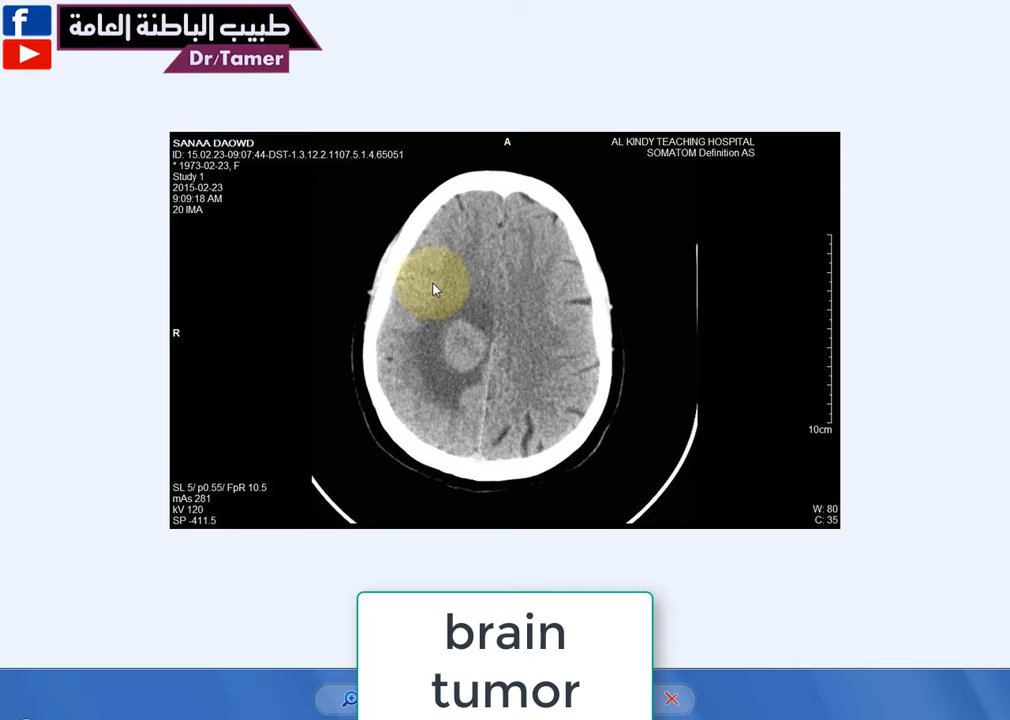 f
طبيب الباطنة العامة
Dr/Tamer
SANAA DAOWD
ID: 15.02.23-09:07:44-DST-1.3.12.2.1107.5.1.4.65051
* 1973-02-23, F
Study 1
2015-02-23
9:09:18 AM
20 IMA
A
AL KINDY TEACHING HOSPITAL
SOMATOM Definition AS
R
10cm
SL 5/ p0.55/ FpR 10.5
mAs 281
kV 120
SP -411.5
W: 80
C: 35
brain
tumor